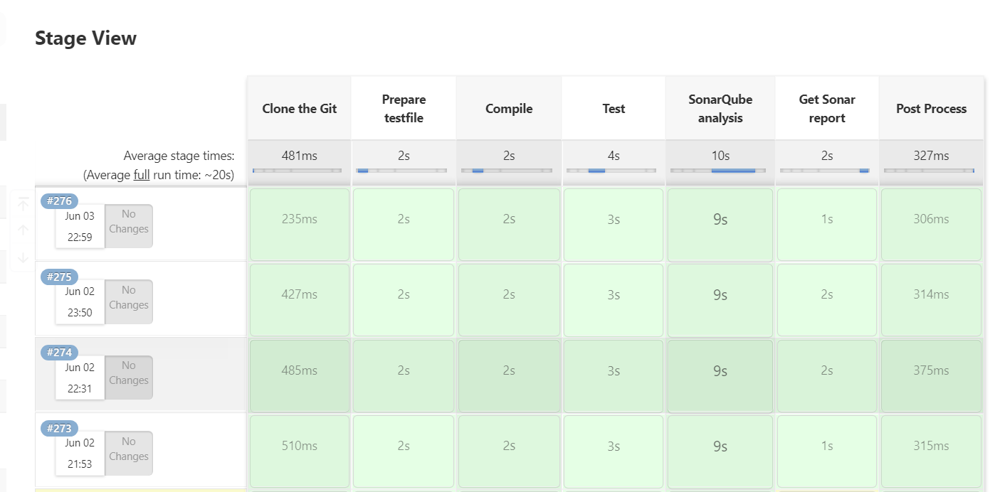 Stage View
Clone the Git
Prepare
testfile
Compile
Test
SonarQube
analysis
Get Sonar
report
Post Process
Average stage times:
(Average full run time: ~20s)
481ms
2s
2s
4s
10s
2s
327ms
#276
Jun 03
22:59
No
Changes
235ms
2s
2s
3s
9s
1s
306ms
#275
Jun 02
23:50
No
Changes
427ms
2s
2s
3s
9s
2s
314ms
#274
Jun 02
22:31
No
Changes
485ms
2s
2s
3s
9s
2s
375ms
#273
Jun 02
21:53
No
Changes
510ms
2s
2s
3s
9s
1s
315ms